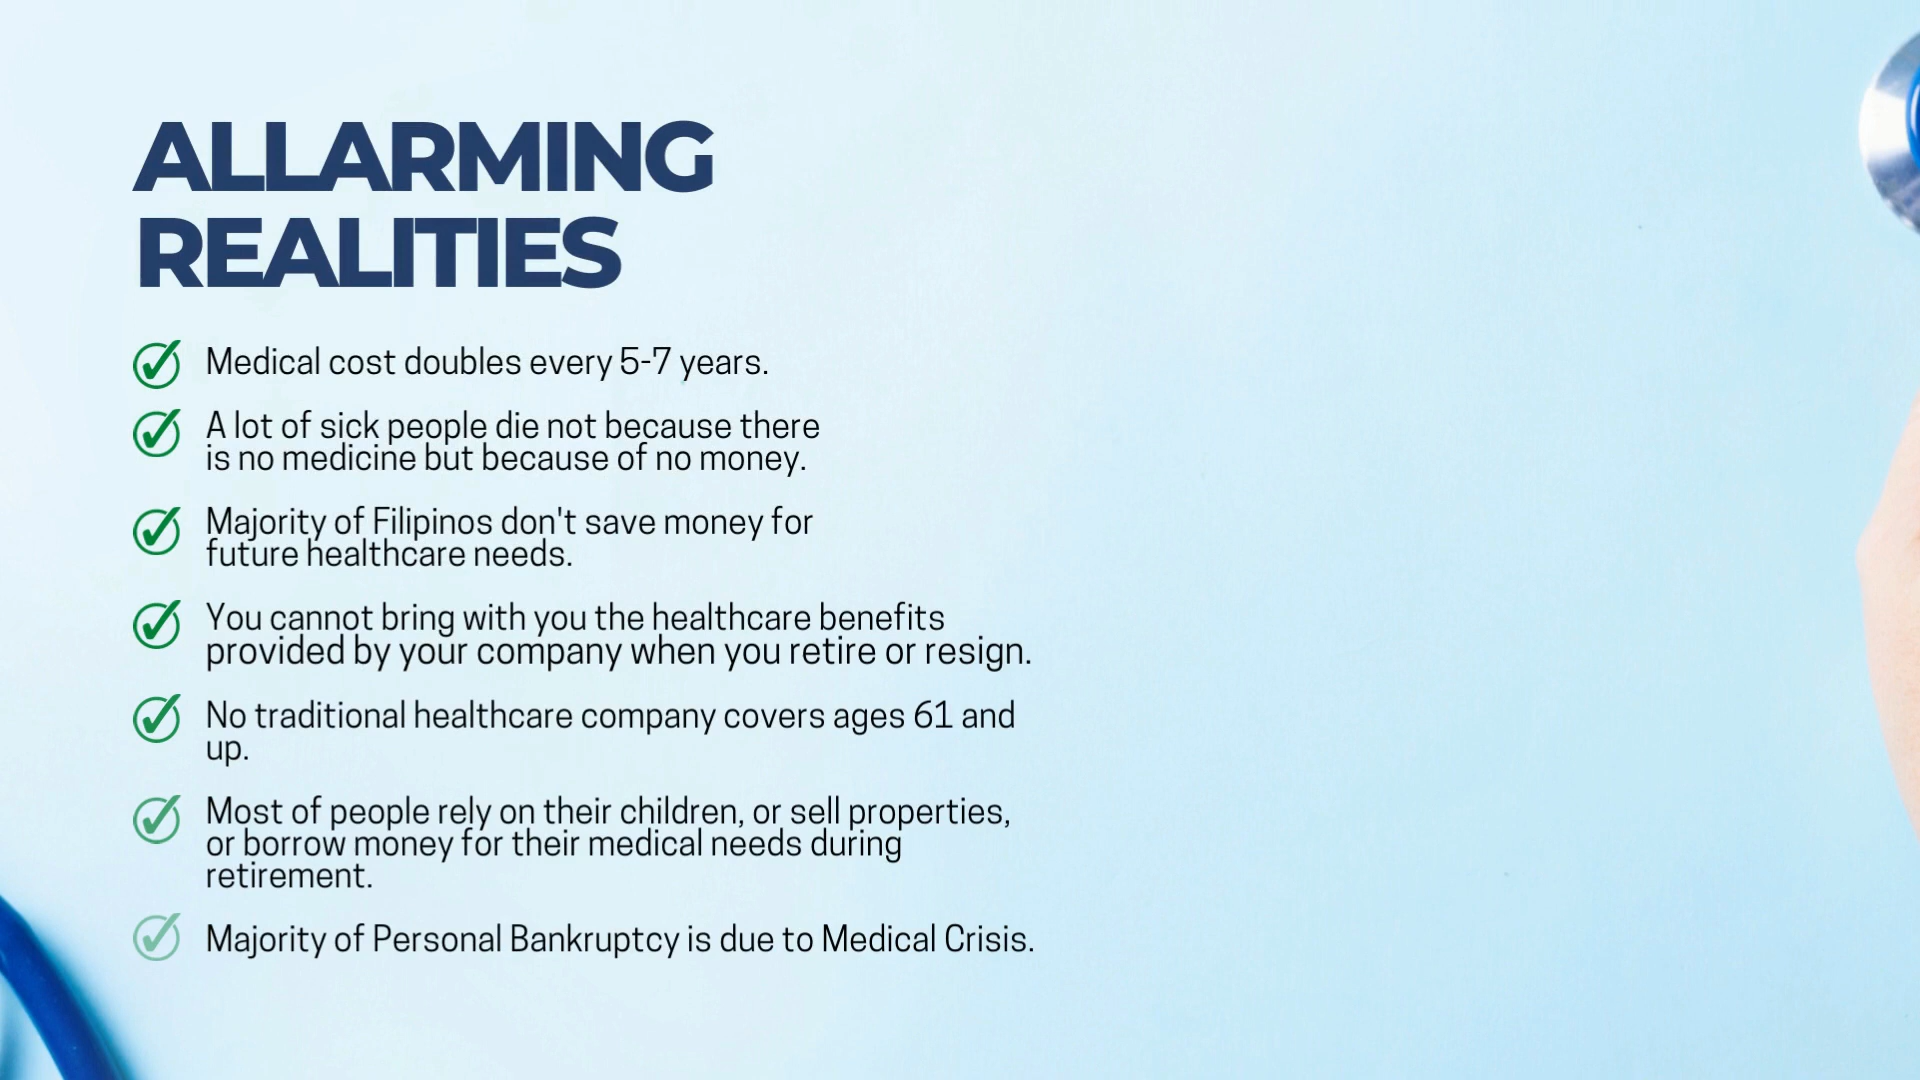 ALLARMING
REALITIES
Medical cost doubles every 5-7 years.
A lot of sick people die not because there
is no medicine but because of no money.
Majority of Filipinos don't save money for
future healthcare needs.
You cannot bring with you the healthcare benefits
provided by your company when you retire or resign.
No traditional healthcare company covers ages 61 and
up.
Most of people rely on their children, or sell properties,
or borrow money for their medical needs during
retirement.
Majority of Personal Bankruptcy is due to Medical Crisis.